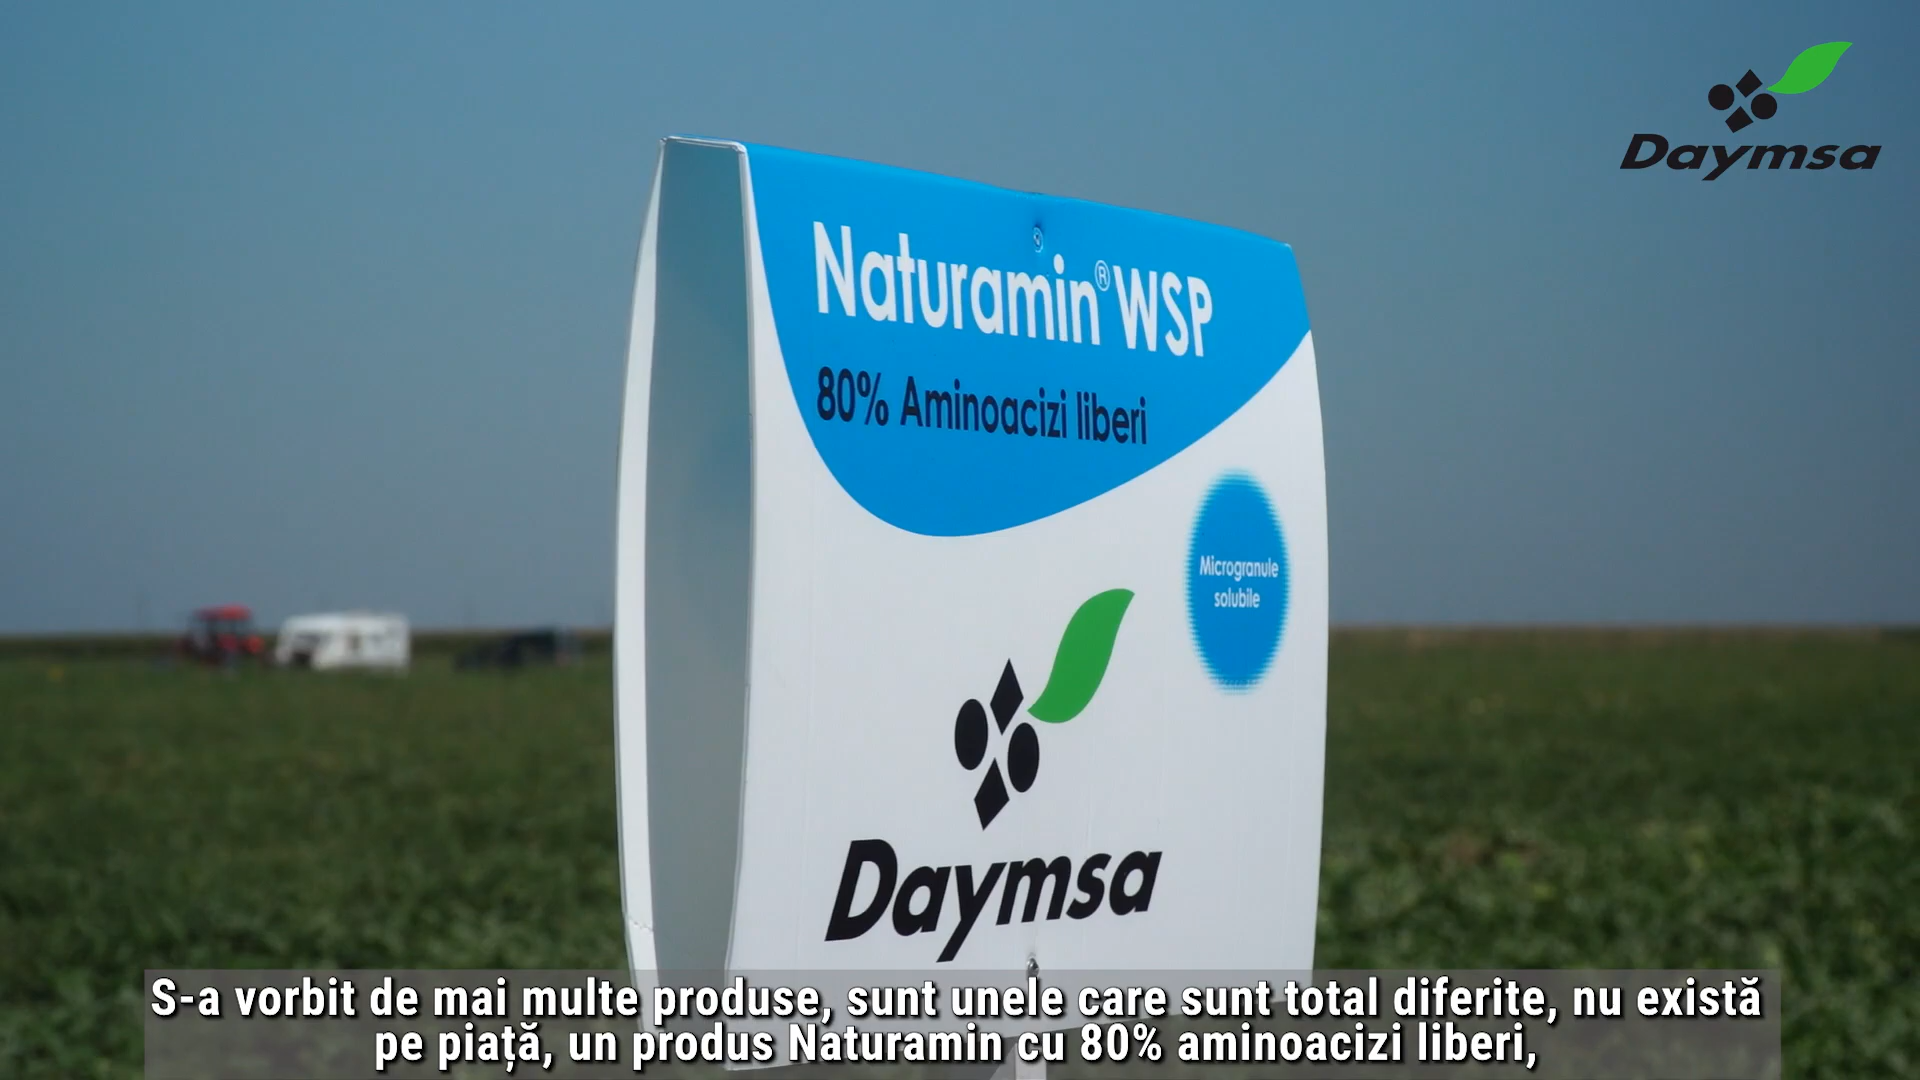 Daymsa
Naturamin® WSP
80% Aminoacizi liberi
Microgranule
solubile
Daymsa
S-a vorbit de mai multe produse, sunt unele care sunt total diferite, nu există
pe piață, un produs Naturamin cu 80% aminoacizi liberi,